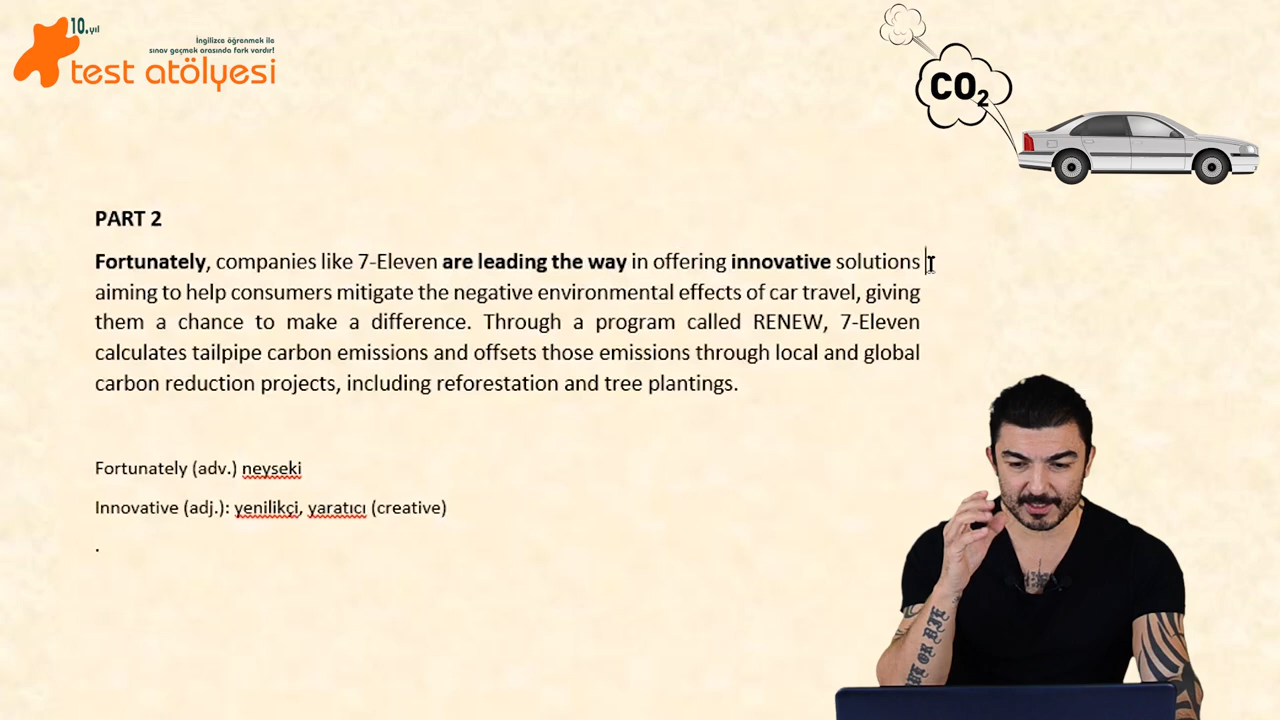 10.yıl
İngilizce öğrenmek ile
sınav geçmek arasında fark vardır!
test atölyesi
CO2
PART 2
Fortunately, companies like 7-Eleven are leading the way in offering innovative solutions
aiming to help consumers mitigate the negative environmental effects of car travel, giving
them a chance to make a difference. Through a program called RENEW, 7-Eleven
calculates tailpipe carbon emissions and offsets those emissions through local and global
carbon reduction projects, including reforestation and tree plantings.
Fortunately (adv.) neyseki
Innovative (adj.): yenilikçi, yaratıcı (creative)
.